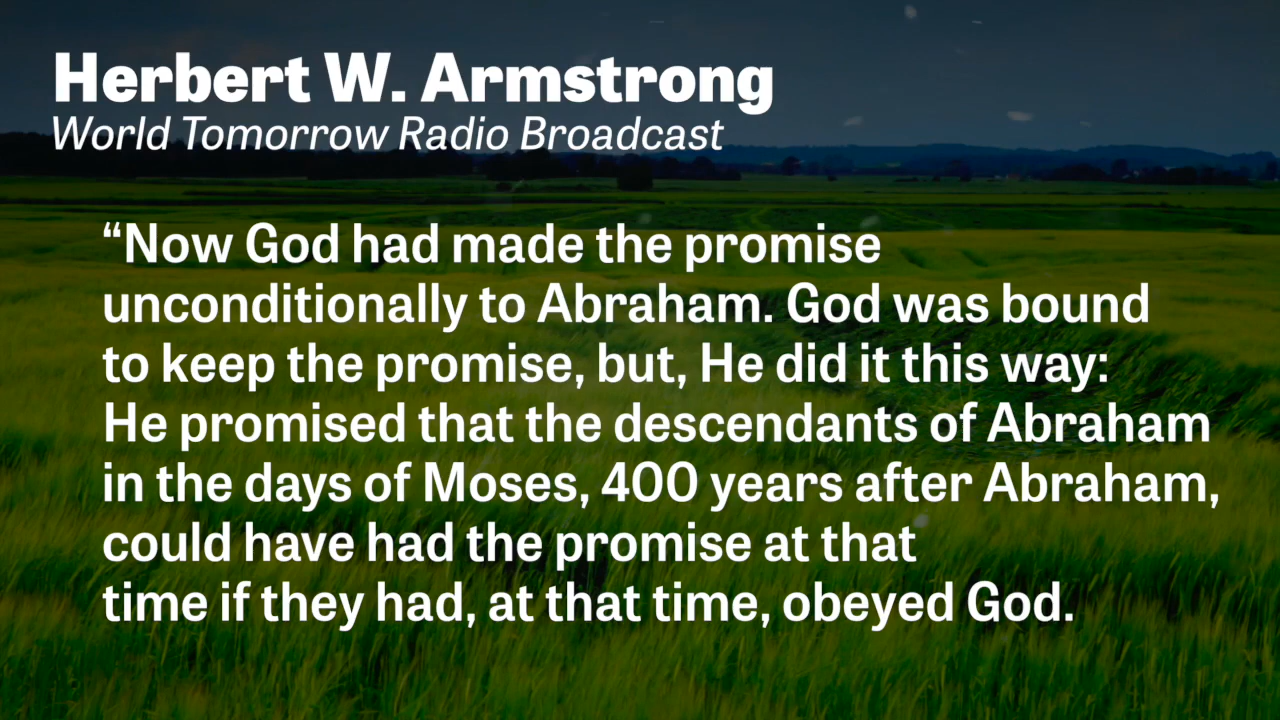 Herbert W. Armstrong
World Tomorrow Radio Broadcast
“Now God had made the promise
unconditionally to Abraham. God was bound
to keep the promise, but, He did it this way:
He promised that the descendants of Abraham
in the days of Moses, 400 years after Abraham,
could have had the promise at that
time if they had, at that time, obeyed God.